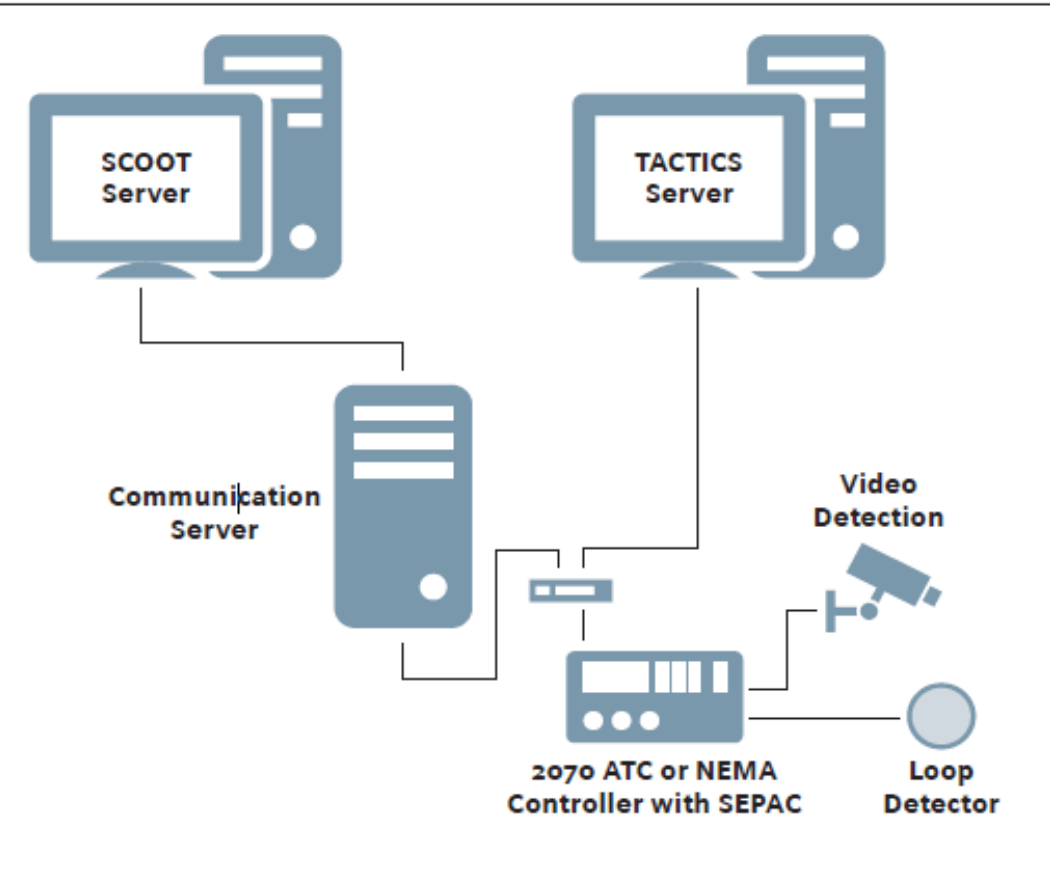 SCOOT
Server
TACTICS
Server
Communication
Server
Video
Detection
2070 ATC or NEMA
Controller with SEPAC
Loop
Detector